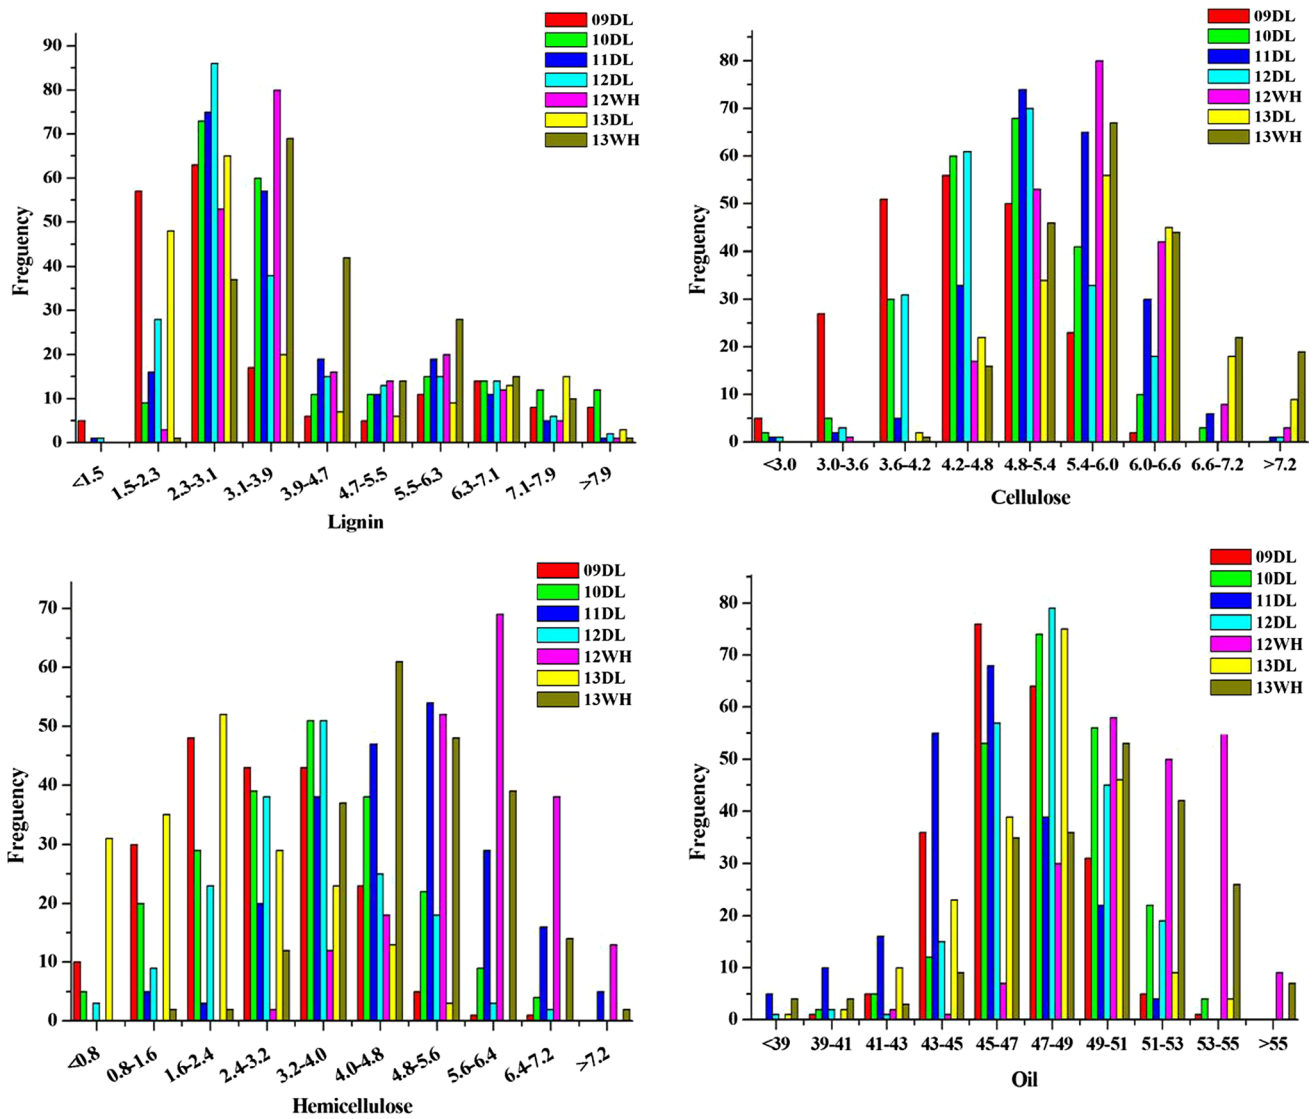 09DL
10DL
11DL
12DL
12WH
13DL
13WH
90
80
70
60
50
40
30
20
10
0
Freguency
<1.5
1.5-2.3
2.3-3.1
3.1-3.9
3.9-4.7
4.7-5.5
5.5-6.3
6.3-7.1
7.1-7.9
>7.9
Lignin
09DL
10DL
11DL
12DL
12WH
13DL
13WH
80
70
60
50
40
30
20
10
0
Freguency
<3.0
3.0-3.6
3.6-4.2
4.2-4.8
4.8-5.4
5.4-6.0
6.0-6.6
6.6-7.2
>7.2
Cellulose
09DL
10DL
11DL
12DL
12WH
13DL
13WH
70
60
50
40
30
20
10
0
Freguency
<0.8
0.8-1.6
1.6-2.4
2.4-3.2
3.2-4.0
4.0-4.8
4.8-5.6
5.6-6.4
6.4-7.2
>7.2
Hemicellulose
09DL
10DL
11DL
12DL
12WH
13DL
13WH
80
70
60
50
40
30
20
10
0
Freguency
<39
39-41
41-43
43-45
45-47
47-49
49-51
51-53
53-55
>55
Oil